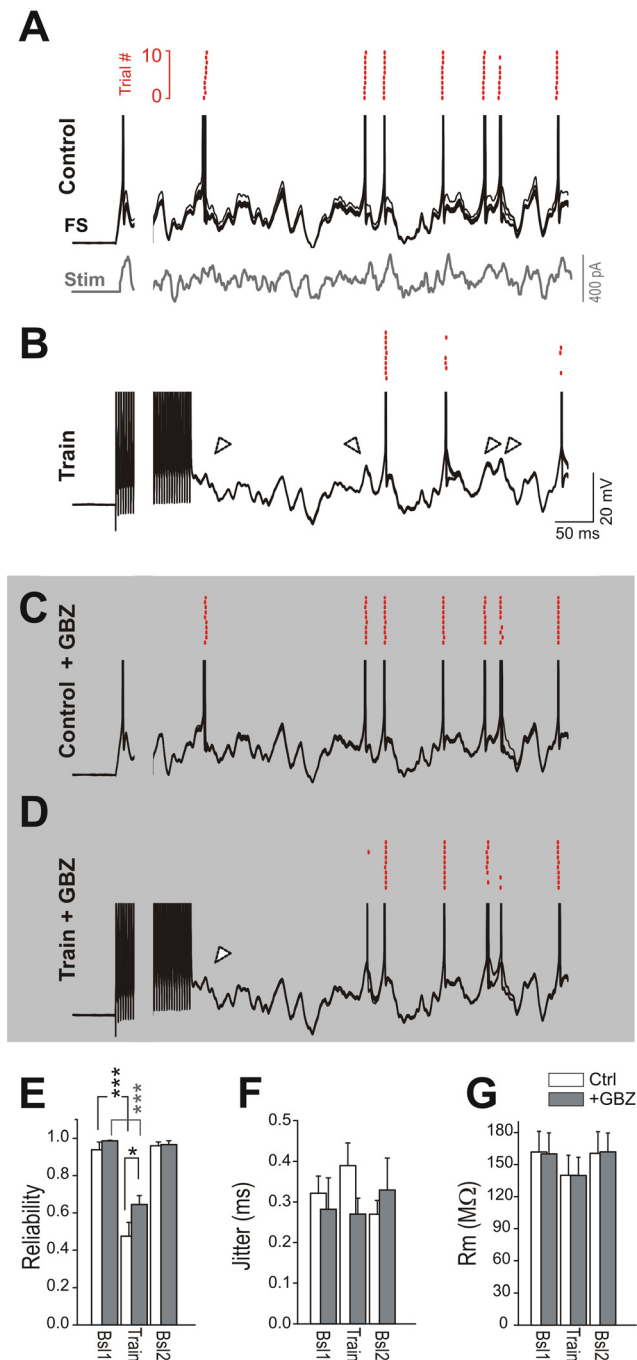 A
Trial #
10
0
Control
FS
Stim
400 pA
B
Train
20 mV
50 ms
C
Control + GBZ
D
Train + GBZ
E
***
***
*
Reliability
1.0
0.8
0.6
0.4
0.2
0.0
Bsl1
Train
Bsl2
F
Jitter (ms)
0.5
0.4
0.3
0.2
0.1
0.0
Bsl1
Train
Bsl2
G
Ctrl
+GBZ
Rm (MΩ)
180
150
120
90
60
30
0
Bsl1
Train
Bsl2